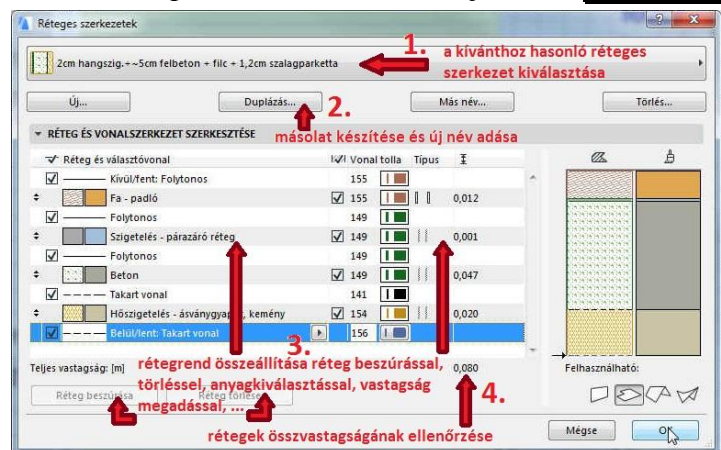 Réteges szerkezetek
1. a kívánthoz hasonló réteges
szerkezet kiválasztása
2cm hangszig.+~5cm felbeton + filc + 1,2cm szalagparketta
Új... Duplázás... Más név... Törlés...
2.
másolat készítése és új név adása
RÉTEG ÉS VONALSZERKEZET SZERKESZTÉSE
Réteg és választóvonal Vonal tolla Típus
Kívül/fent: Folytonos 155
Fa - padló 155 0,012
Folytonos 149
Szigetelés - párazáró réteg 149 0,001
Folytonos 149
Beton 149 0,047
Takart vonal 141
Hőszigetelés - ásványgyapot, kemény 154 0,020
Belül/lent: Takart vonal 156
3.
Teljes vastagság: [m] 0,080 Felhasználható:
rétegrend összeállítása réteg beszúrással,
törléssel, anyagkiválasztással, vastagság
megadással, ...
4.
Réteg beszúrása Réteg törlése
rétegek összvastagságának ellenőrzése
Mégse OK